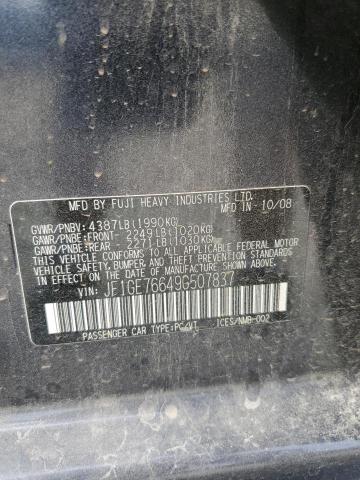 MFD BY FUJI HEAVY INDUSTRIES LTD.
MFD IN 10/08
GVWR/PNBV: 4387LB(1990KG)
GAWR/PNBE:FRONT- 2249LB(1020KG)
GAWR/PNBE:REAR - 2271LB(1030KG)
THIS VEHICLE CONFORMS TO ALL APPLICABLE FEDERAL MOTOR
VEHICLE SAFETY, BUMPER, AND THEFT PREVENTION
STANDARDS IN EFFECT ON THE DATE OF MANUFACTURE SHOWN ABOVE.
VIN: JF1GE76649G507837
PASSENGER CAR TYPE:PC/VT ICES/NMB-002